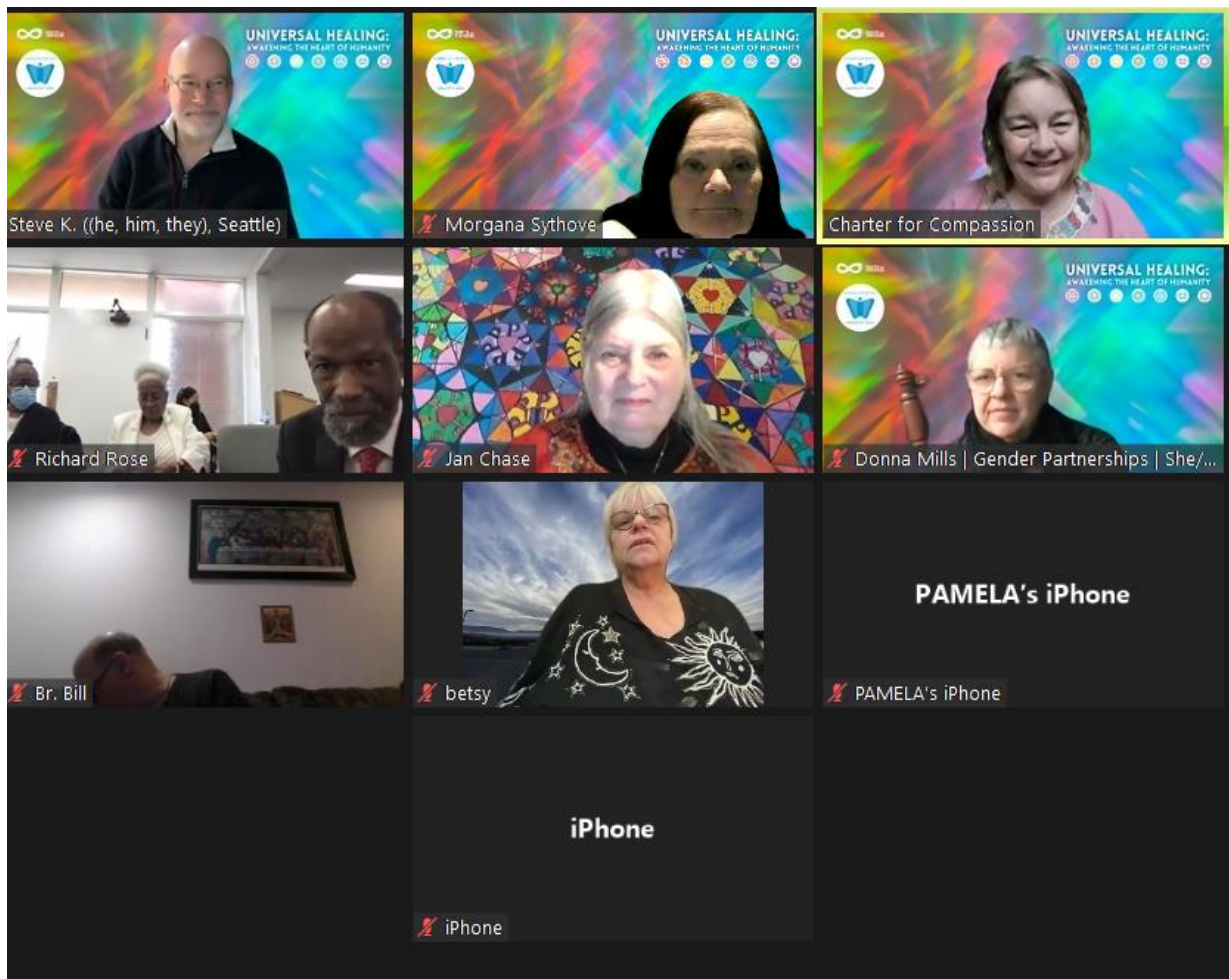 UNIVERSAL HEALING:
AWAKENING THE HEART OF HUMANITY
Steve K. ((he, him, they), Seattle)
UNIVERSAL HEALING:
AWAKENING THE HEART OF HUMANITY
Morgana Sythove
UNIVERSAL HEALING:
AWAKENING THE HEART OF HUMANITY
Charter for Compassion
Richard Rose
Jan Chase
UNIVERSAL HEALING:
AWAKENING THE HEART OF HUMANITY
Donna Mills | Gender Partnerships | She/...
Br. Bill
betsy
PAMELA's iPhone
PAMELA's iPhone
iPhone
iPhone